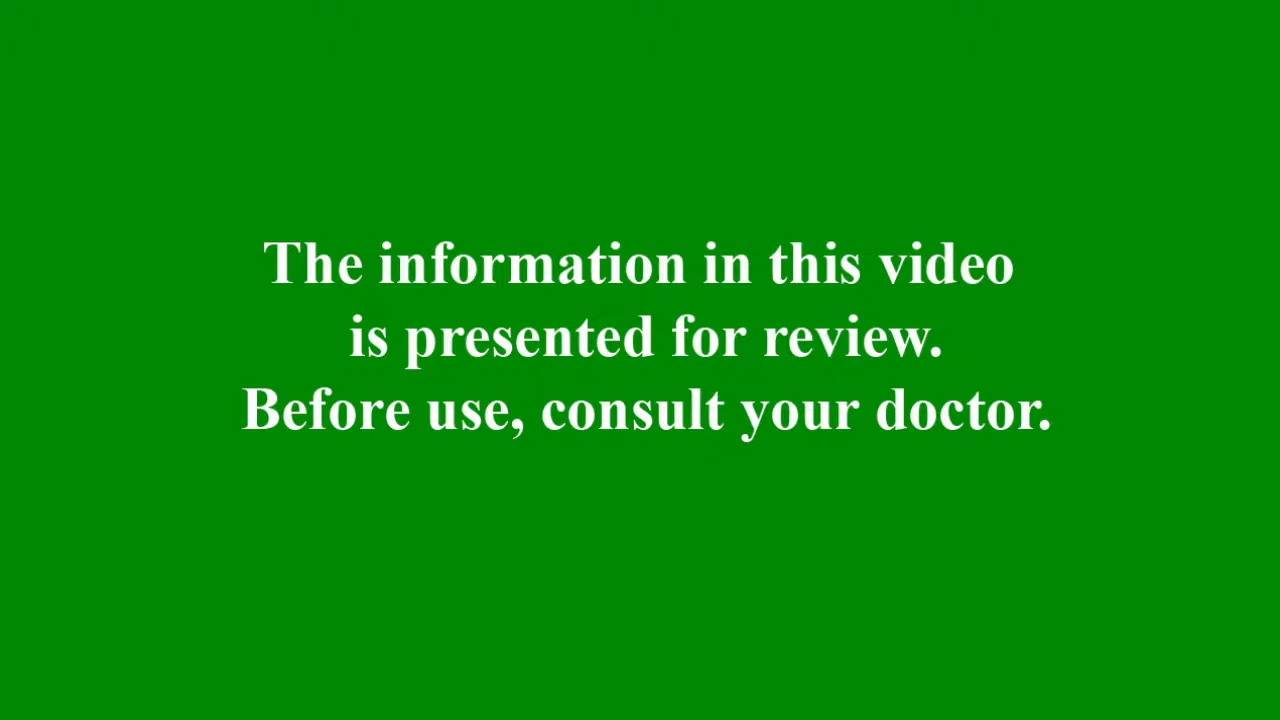 The information in this video
is presented for review.
Before use, consult your doctor.